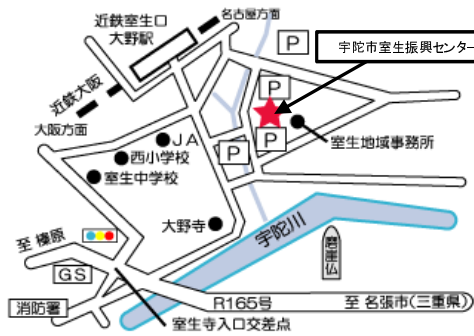 名古屋方面
近鉄室生口
大野駅
P
宇陀市室生振興センター
近鉄大阪
P
大阪方面
JA
P
室生地域事務所
西小学校
P
室生中学校
大野寺
宇陀川
至 榛原
磨崖仏
GS
消防署
R165号
至 名張市(三重県)
室生寺入口交差点